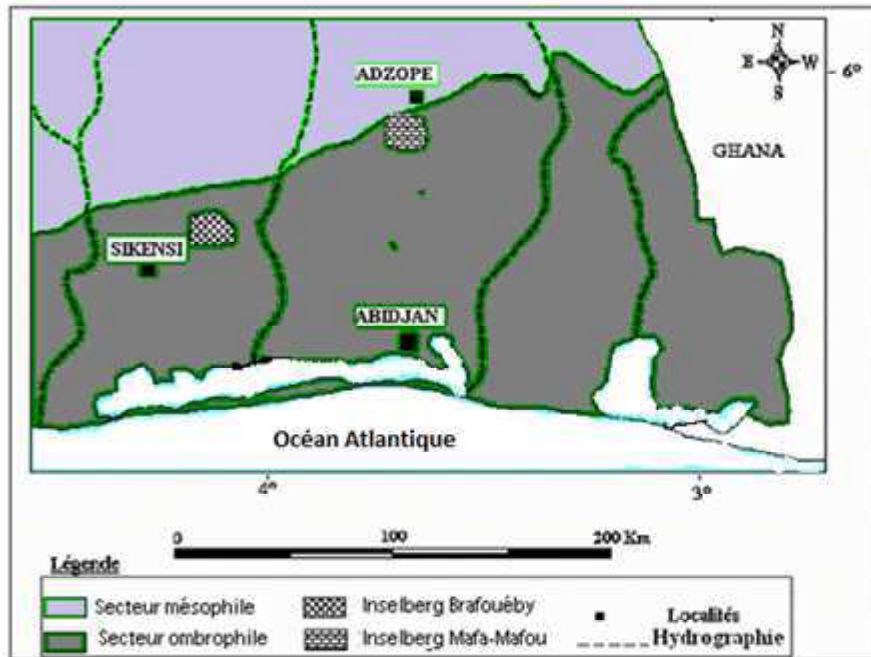 N
E W
S
6°
ADZOPE
GHANA
SIKENSI
ABIDJAN
Océan Atlantique
4° 3°
0 100 200 Km
Légende
Secteur mésophile Inselberg Brafouèby Localités
Secteur ombrophile Inselberg Mafa-Mafou Hydrographie